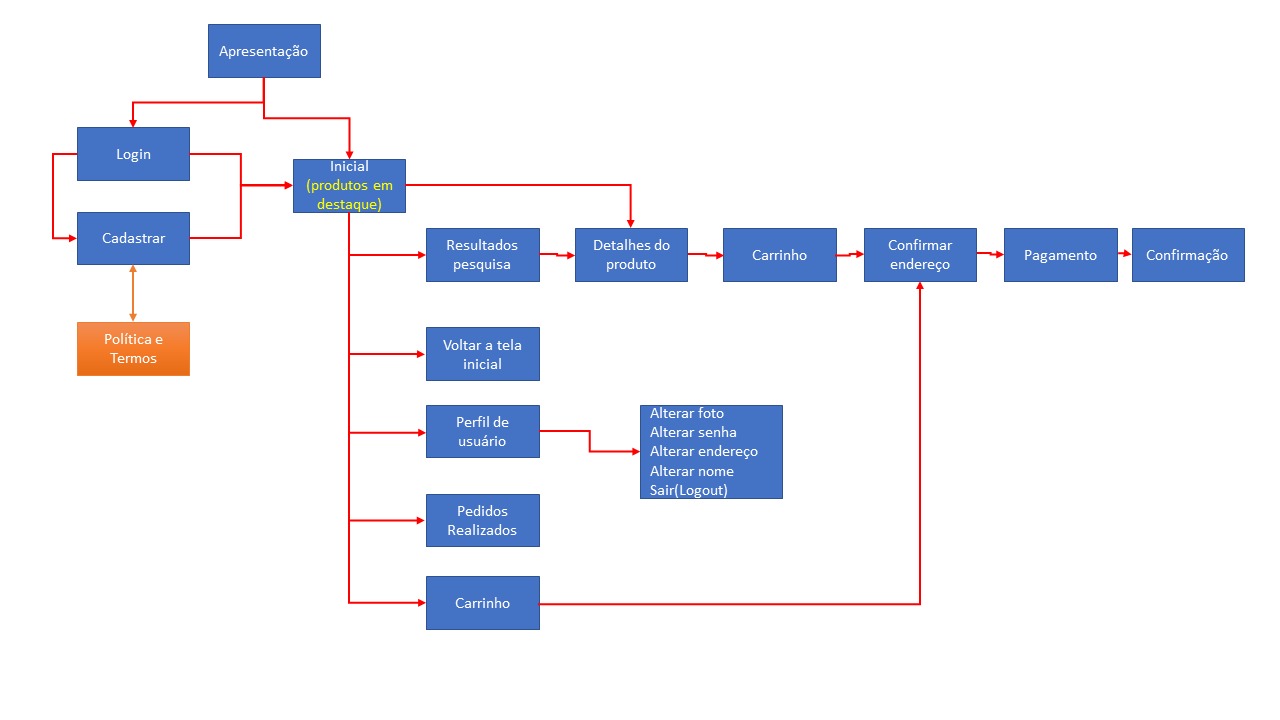 Apresentação
Login
Cadastrar
Política e
Termos
Inicial
(produtos em
destaque)
Resultados
pesquisa
Detalhes do
produto
Carrinho
Confirmar
endereço
Pagamento
Confirmação
Voltar a tela
inicial
Perfil de
usuário
Alterar foto
Alterar senha
Alterar endereço
Alterar nome
Sair(Logout)
Pedidos
Realizados
Carrinho